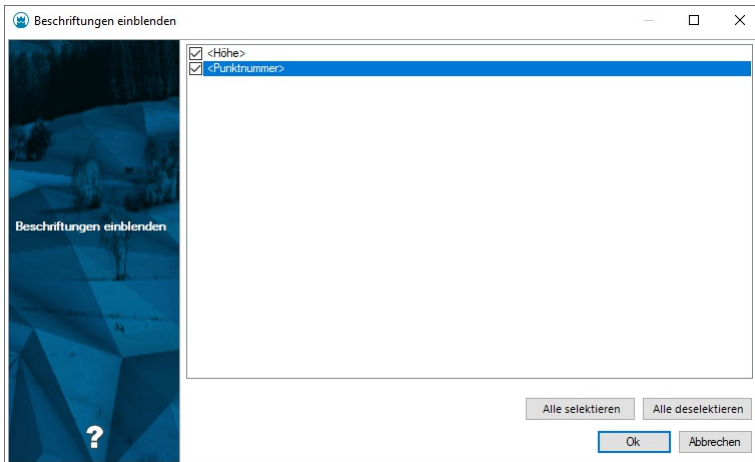 Beschriftungen einblenden
<Höhe>
<Punktnummer>
Beschriftungen einblenden
?
Alle selektieren Alle deselektieren
Ok Abbrechen